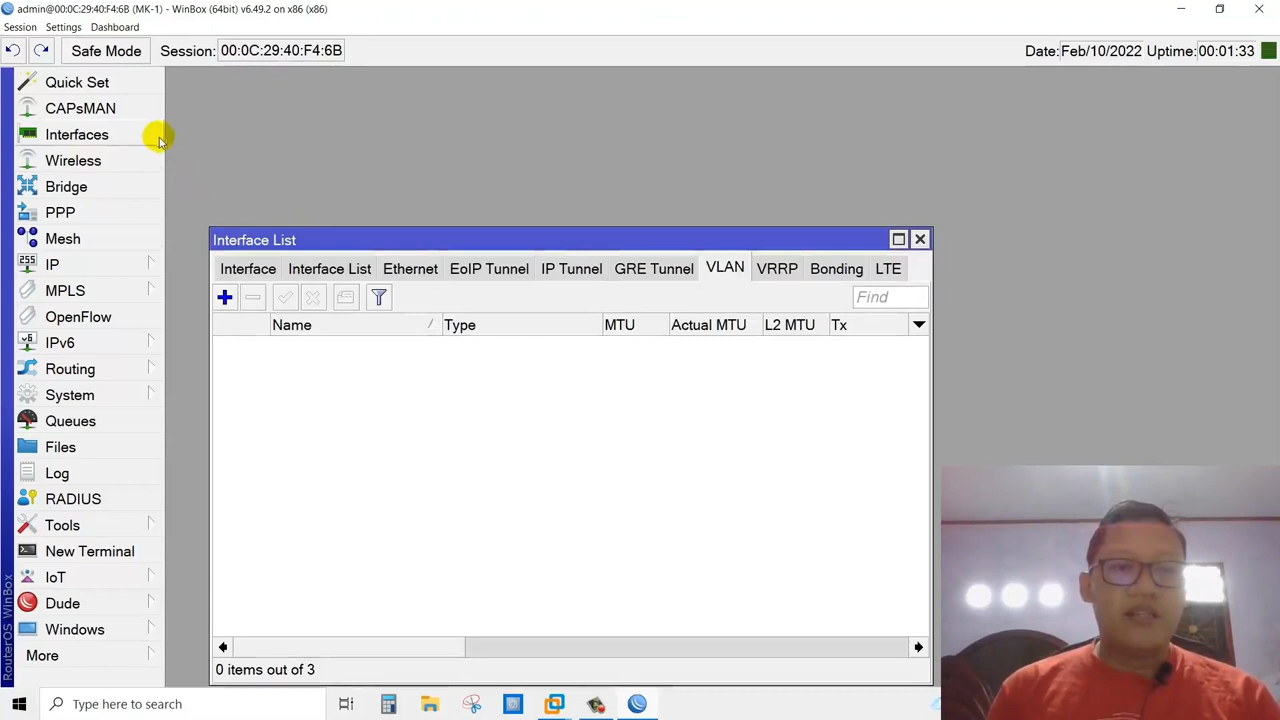 admin@00:0C:29:40:F4:6B (MK-1) - WinBox (64bit) v6.49.2 on x86 (x86)
Session Settings Dashboard
Safe Mode Session: 00:0C:29:40:F4:6B Date: Feb/10/2022 Uptime: 00:01:33
Quick Set
CAPsMAN
Interfaces
Wireless
Bridge
PPP
Mesh
255 IP
MPLS
OpenFlow
v6 IPv6
Routing
System
Queues
Files
Log
RADIUS
Tools
New Terminal
IoT
Dude
Windows
More
RouterOS WinBox
Interface List
Interface Interface List Ethernet EoIP Tunnel IP Tunnel GRE Tunnel VLAN VRRP Bonding LTE
Find
Name Type MTU Actual MTU L2 MTU Tx
0 items out of 3
Type here to search